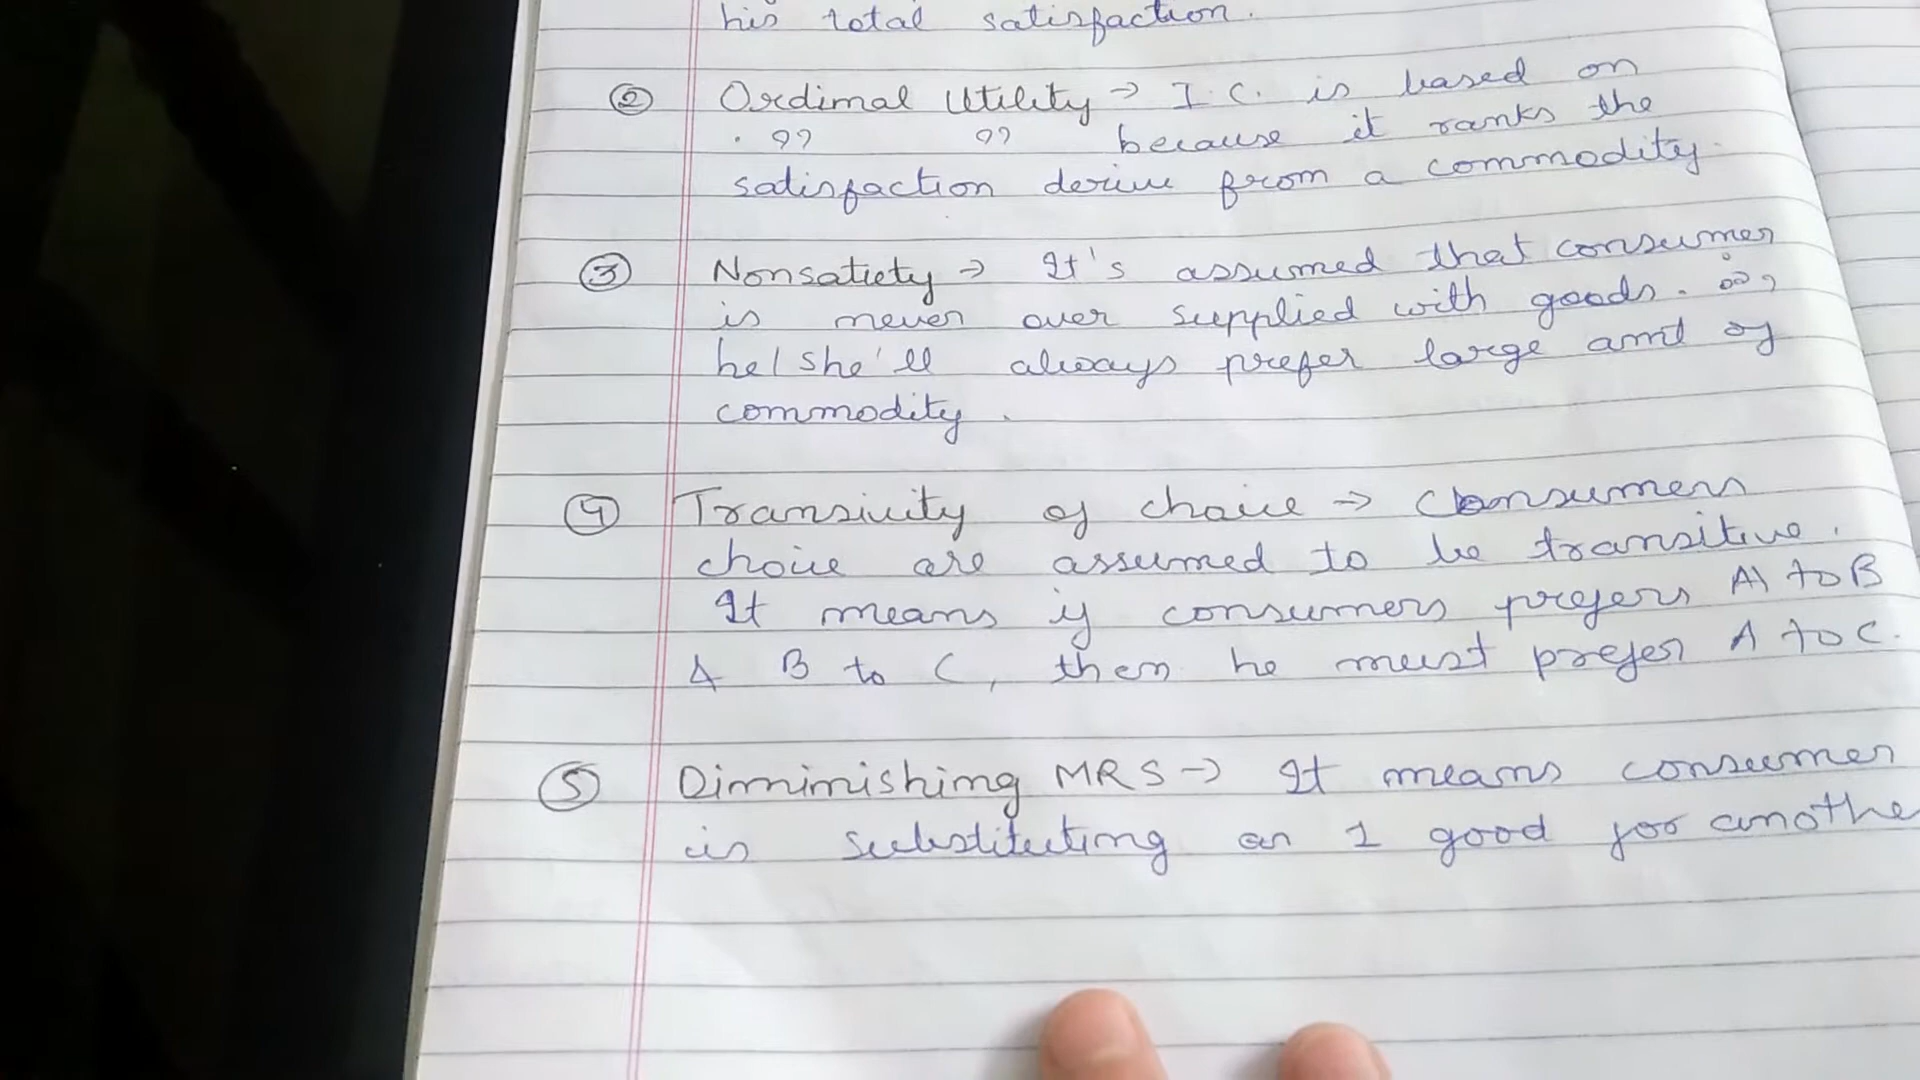 his total satisfaction.
② Ordimal Utility → I.C. is based on
. ,, ,, because it ranks the
satisfaction derive from a commodity.
③ Nonsatiety → It's assumed that consumer
is never over supplied with goods.
he/she'll always prefer large amt of
commodity.
④ Transivity of choice → Consumers
choice are assumed to be transitive.
It means if consumers prefers A to B
& B to C, then he must prefer A to C.
⑤ Diminishing MRS → It means consumer
is substituting 1 good for anothe